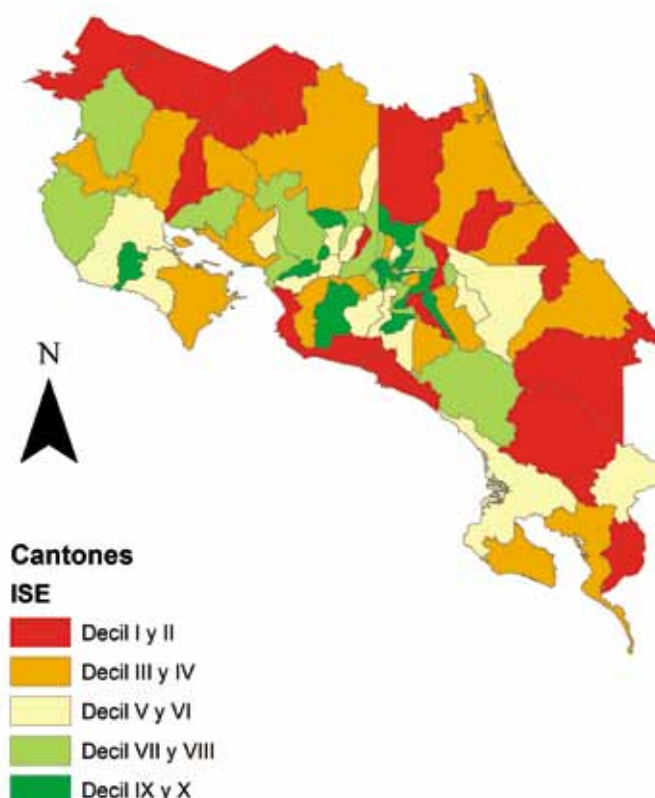 N
Cantones
ISE
Decil I y II
Decil III y IV
Decil V y VI
Decil VII y VIII
Decil IX y X